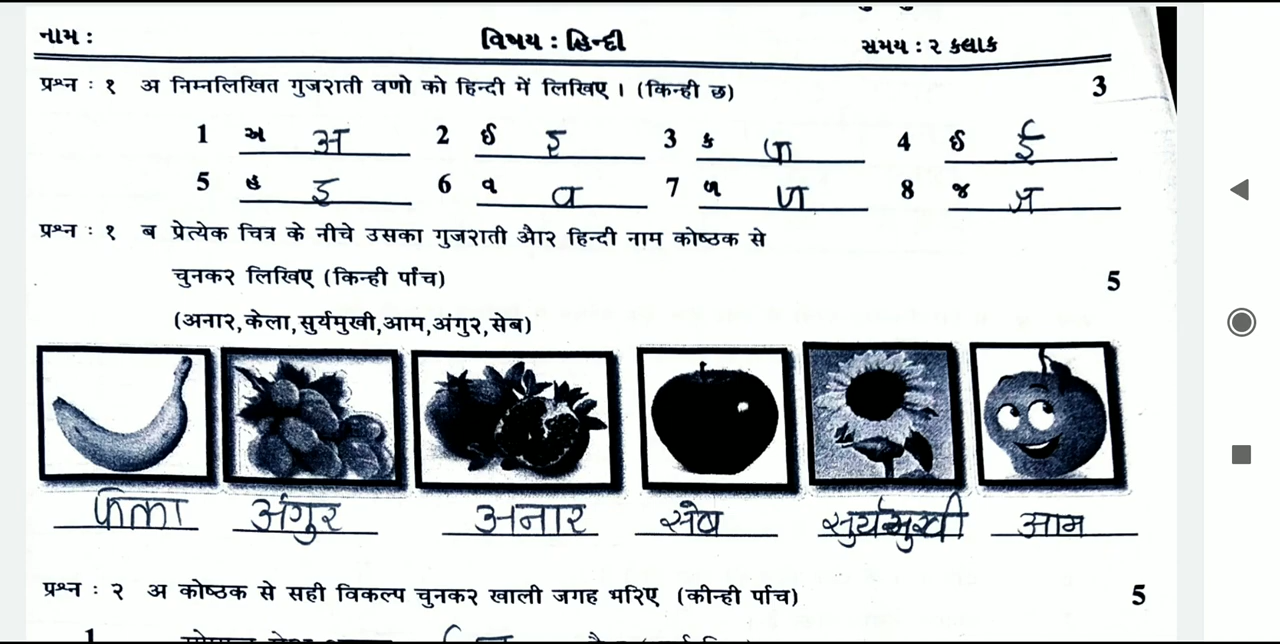 નામ : વિષય : હિન્દી સમય : ૨ કલાક
प्रश्न : १ अ निम्नलिखित गुजराती वणो को हिन्दी में लिखिए । (किन्ही छ) 3
1 અ अ 2 ઈ इ 3 ક 4 ઈ ई
5 હ इ 6 વ व 7 ળ 8 જ
प्रश्न : १ ब प्रेत्येक चित्र के नीचे उसका गुजराती और हिन्दी नाम कोष्ठक से
चुनकर लिखिए (किन्ही पाँच) 5
(अनार,केला,सुर्यमुखी,आम,अंगुर,सेब)
अंगुर अनार सेब सुर्यमुखी आम
प्रश्न : २ अ कोष्ठक से सही विकल्प चुनकर खाली जगह भरिए (कीन्ही पाँच) 5
1